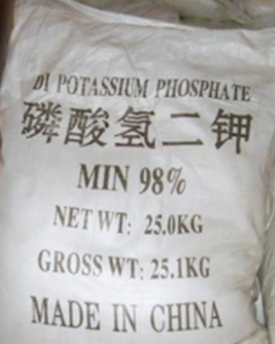 DI POTASSIUM PHOSPHATE
磷酸氢二钾
MIN 98%
NET WT: 25.0KG
GROSS WT: 25.1KG
MADE IN CHINA